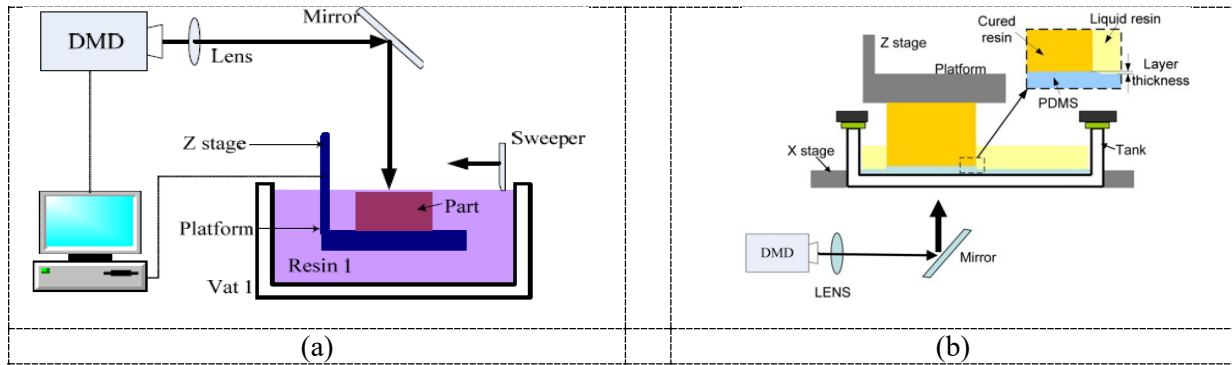 DMD
Lens
Mirror
Z stage
Sweeper
Platform
Part
Resin 1
Vat 1
(a)
Z stage
Cured
resin
Liquid resin
Platform
Layer
thickness
PDMS
X stage
Tank
DMD
LENS
Mirror
(b)